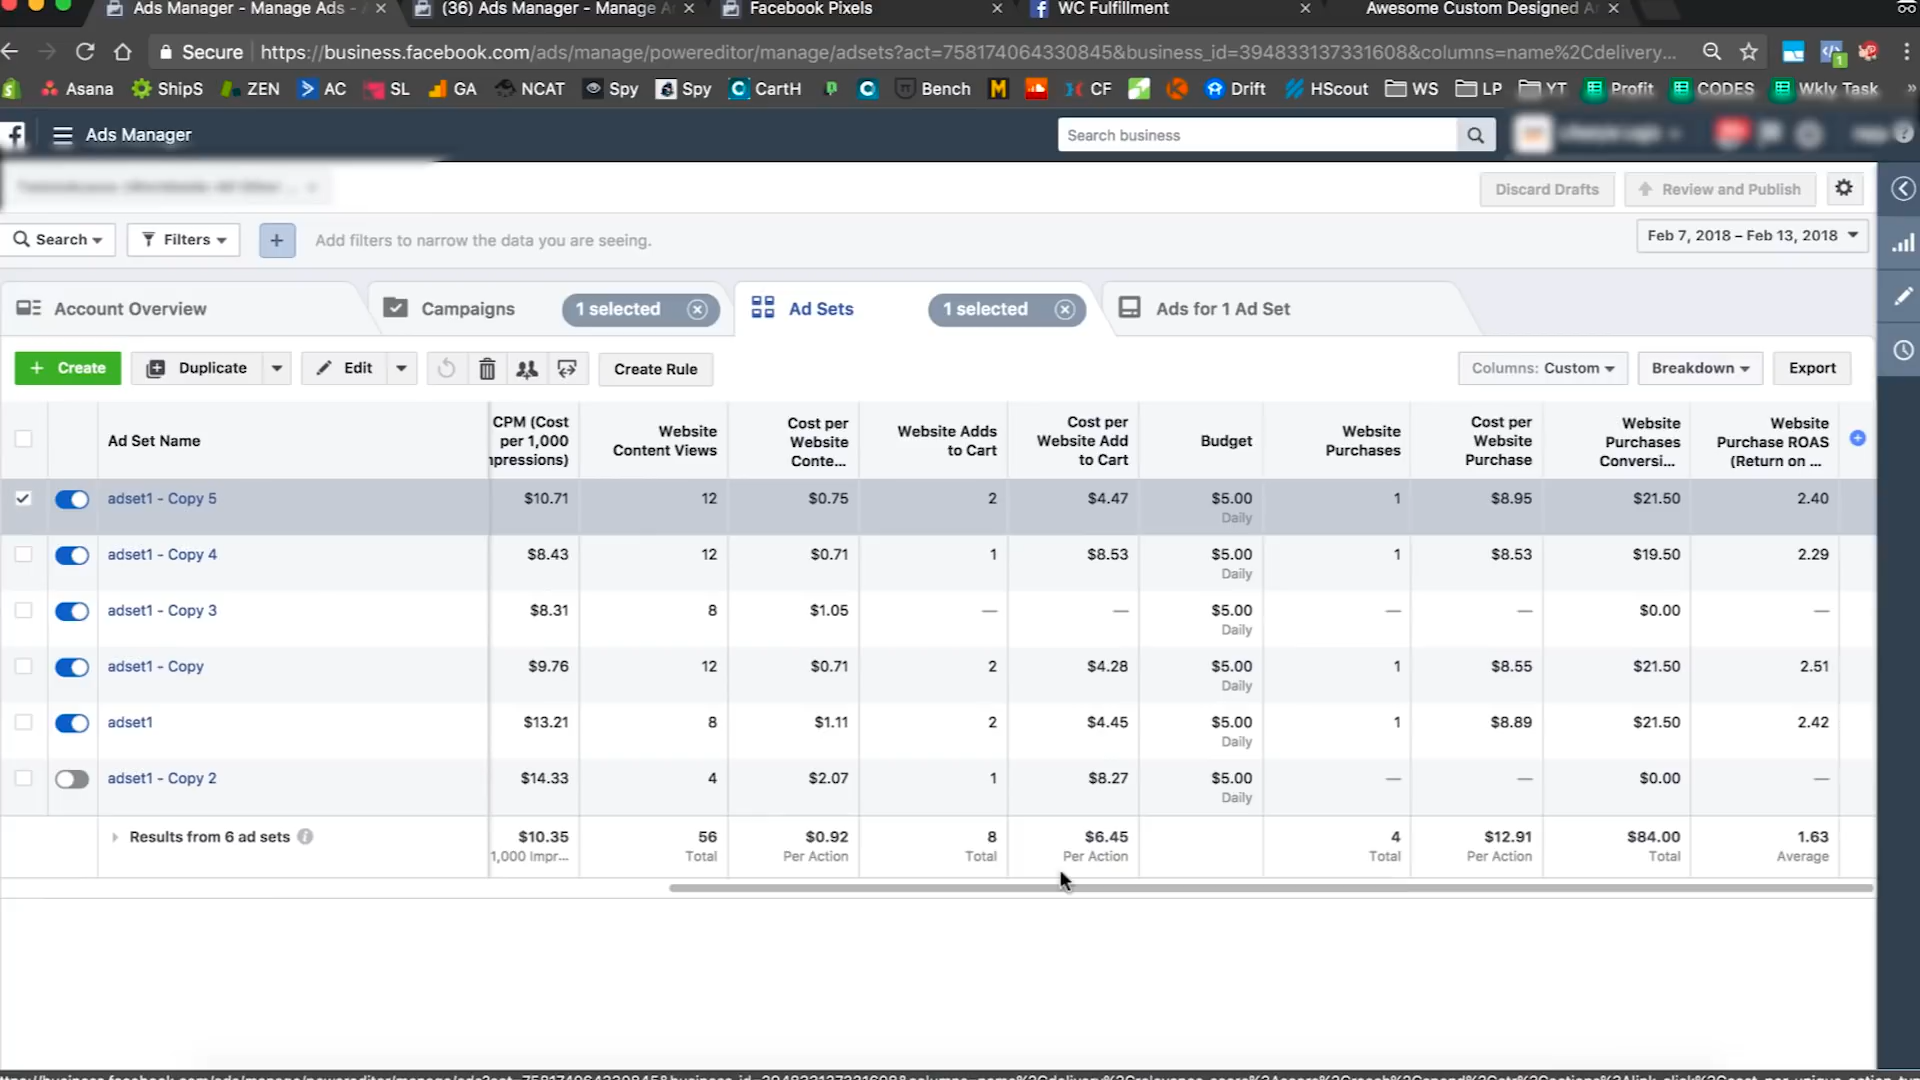 Ads Manager - Manage Ads -
(36) Ads Manager - Manage A
Facebook Pixels
WC Fulfillment
Awesome Custom Designed Ar
Secure
https://business.facebook.com/ads/manage/powereditor/manage/adsets?act=758174064330845&business_id=394833137331608&columns=name%2Cdelivery...
Asana
ShipS
ZEN
AC
SL
GA
NCAT
Spy
Spy
CartH
Bench
CF
Drift
HScout
WS
LP
YT
Profit
CODES
Wkly Task
Ads Manager
Search business
Discard Drafts
Review and Publish
Search
Filters
Add filters to narrow the data you are seeing.
Feb 7, 2018 – Feb 13, 2018
Account Overview
Campaigns
1 selected
Ad Sets
1 selected
Ads for 1 Ad Set
+ Create
Duplicate
Edit
Create Rule
Columns: Custom
Breakdown
Export
Ad Set Name
CPM (Cost
per 1,000
npressions)
Website
Content Views
Cost per
Website
Conte...
Website Adds
to Cart
Cost per
Website Add
to Cart
Budget
Website
Purchases
Cost per
Website
Purchase
Website
Purchases
Conversi...
Website
Purchase ROAS
(Return on ...
adset1 - Copy 5 $10.71 12 $0.75 2 $4.47 $5.00 1 $8.95 $21.50 2.40
Daily
adset1 - Copy 4 $8.43 12 $0.71 1 $8.53 $5.00 1 $8.53 $19.50 2.29
Daily
adset1 - Copy 3 $8.31 8 $1.05 — — $5.00 — — $0.00 —
Daily
adset1 - Copy $9.76 12 $0.71 2 $4.28 $5.00 1 $8.55 $21.50 2.51
Daily
adset1 $13.21 8 $1.11 2 $4.45 $5.00 1 $8.89 $21.50 2.42
Daily
adset1 - Copy 2 $14.33 4 $2.07 1 $8.27 $5.00 — — $0.00 —
Daily
Results from 6 ad sets $10.35 56 $0.92 8 $6.45 4 $12.91 $84.00 1.63
1,000 Impr... Total Per Action Total Per Action Total Per Action Total Average